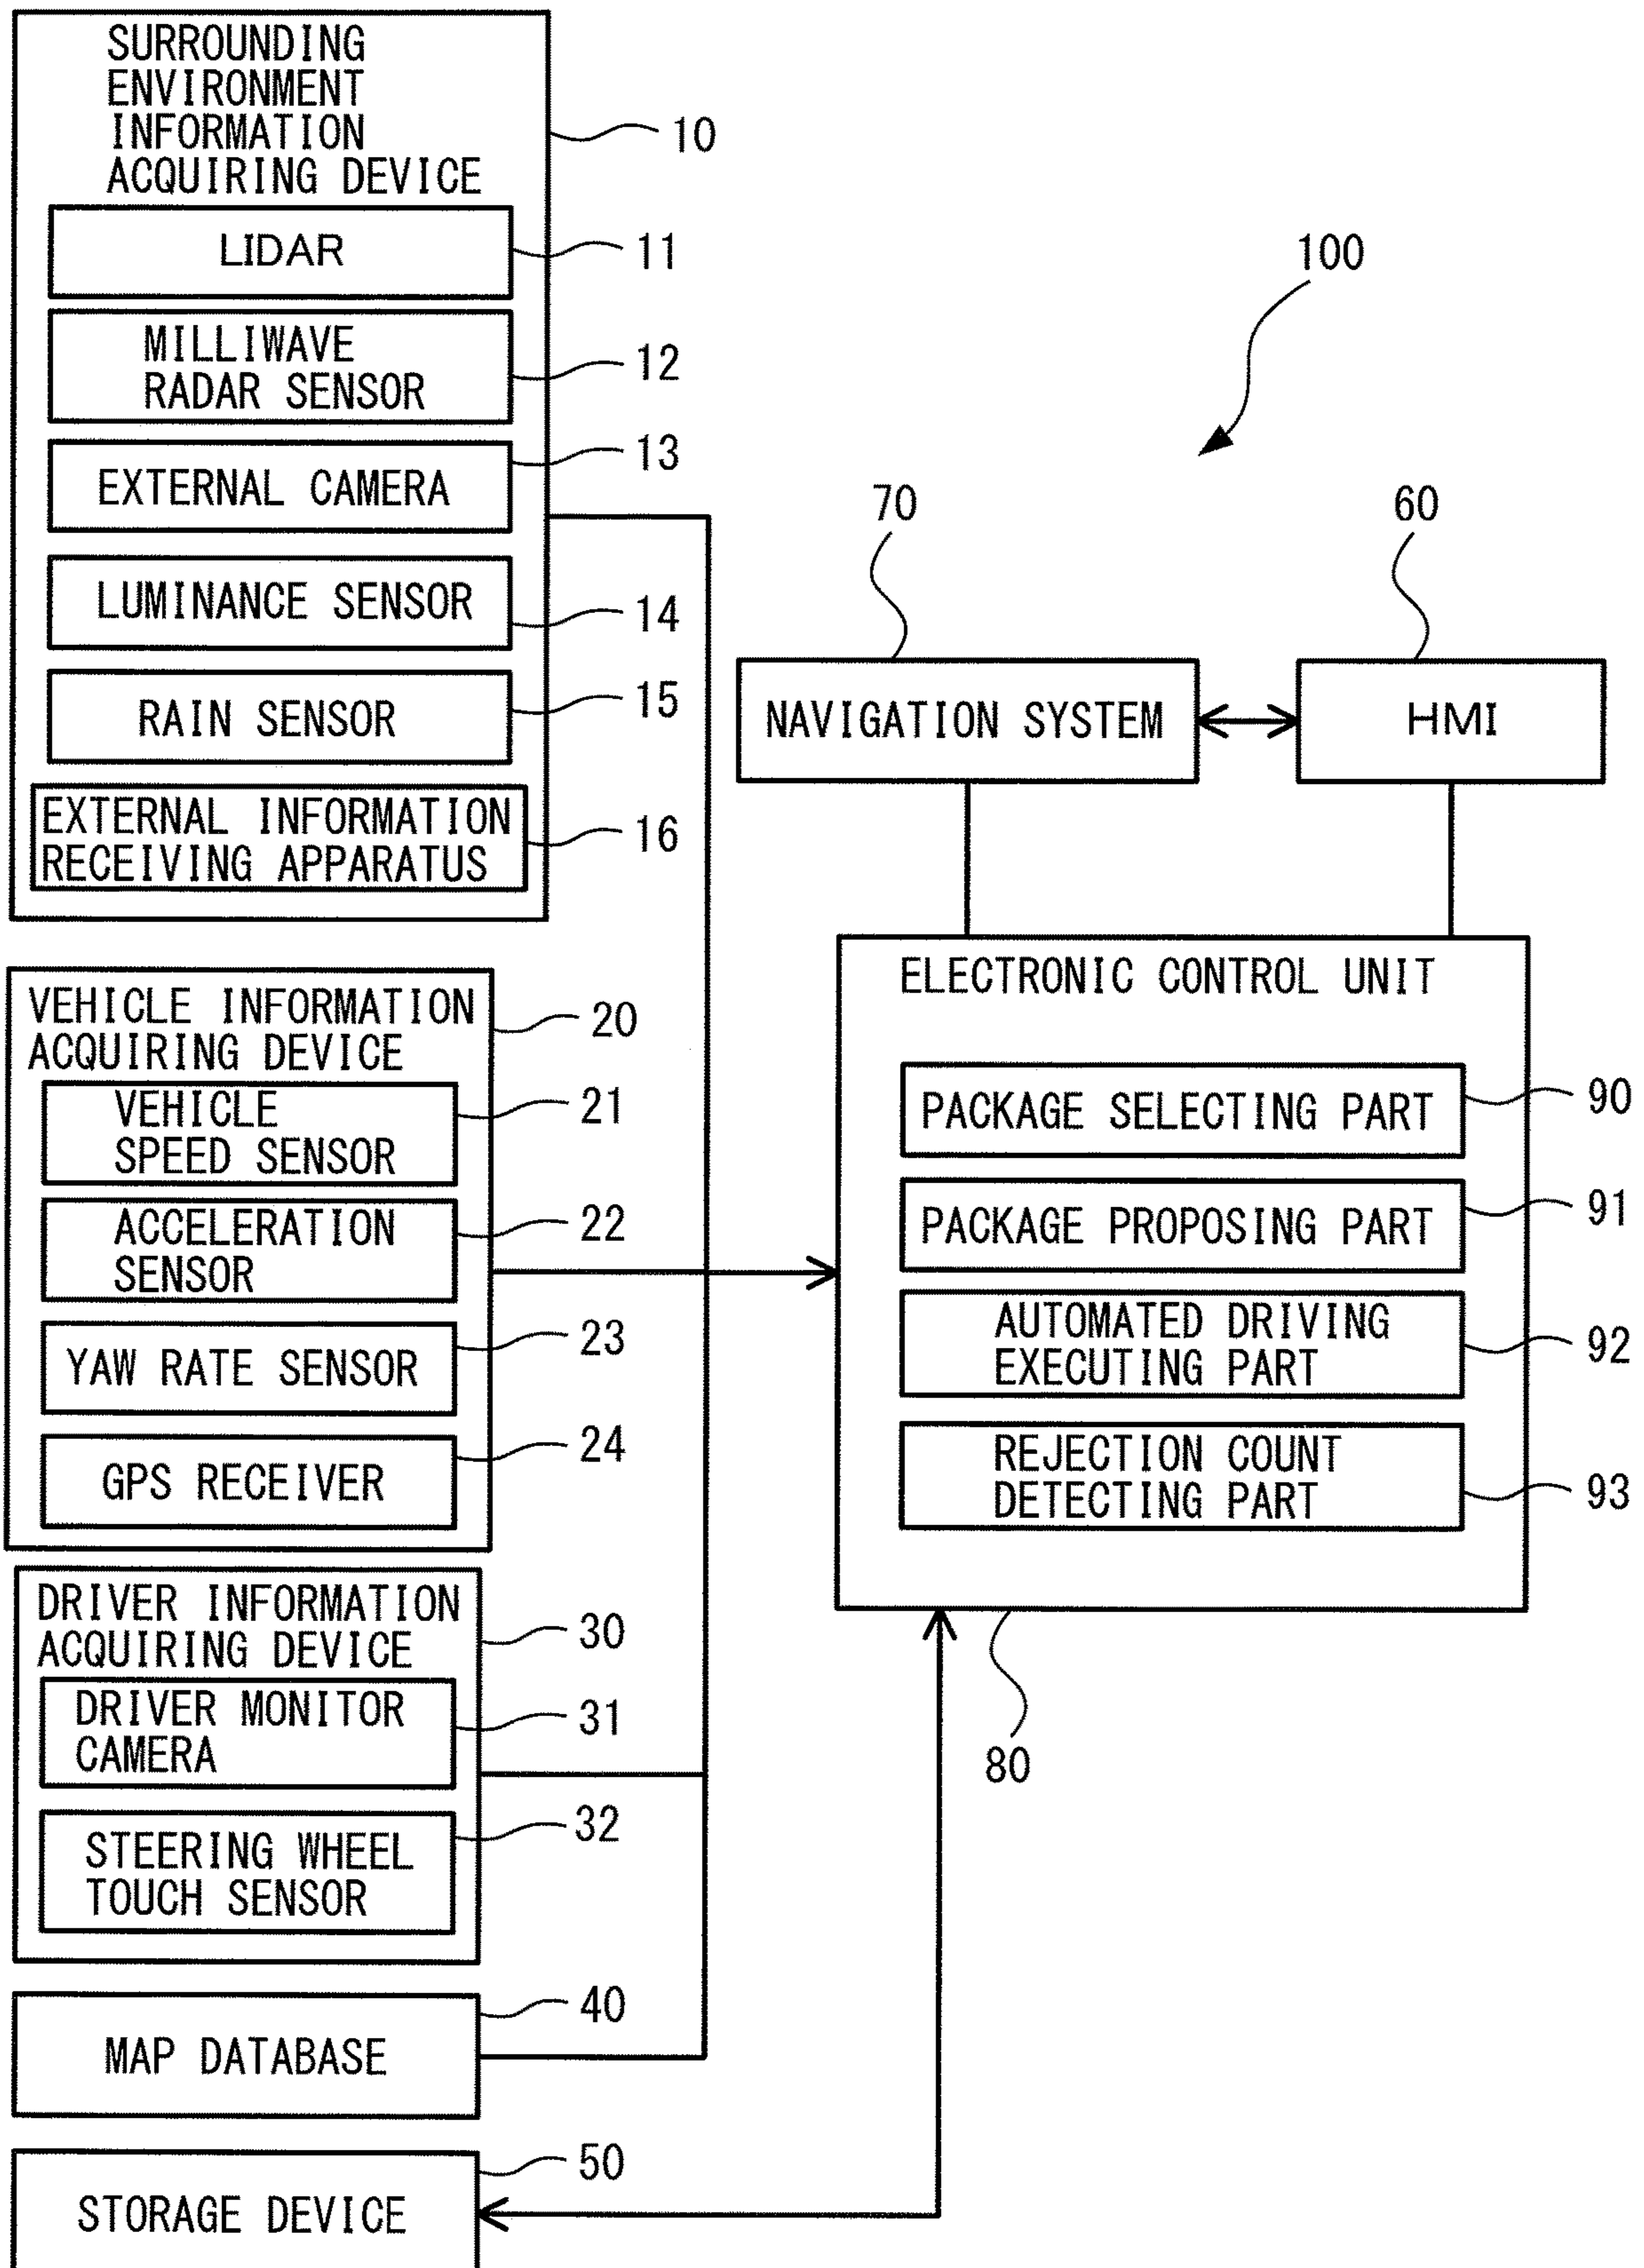 SURROUNDING
ENVIRONMENT
INFORMATION
ACQUIRING DEVICE
10
LIDAR
11
MILLIWAVE
RADAR SENSOR
12
EXTERNAL CAMERA
13
LUMINANCE SENSOR
14
RAIN SENSOR
15
EXTERNAL INFORMATION
RECEIVING APPARATUS
16
VEHICLE INFORMATION
ACQUIRING DEVICE
20
VEHICLE
SPEED SENSOR
21
ACCELERATION
SENSOR
22
YAW RATE SENSOR
23
GPS RECEIVER
24
DRIVER INFORMATION
ACQUIRING DEVICE
30
DRIVER MONITOR
CAMERA
31
STEERING WHEEL
TOUCH SENSOR
32
MAP DATABASE
40
STORAGE DEVICE
50
100
70
NAVIGATION SYSTEM
60
HMI
ELECTRONIC CONTROL UNIT
PACKAGE SELECTING PART
90
PACKAGE PROPOSING PART
91
AUTOMATED DRIVING
EXECUTING PART
92
REJECTION COUNT
DETECTING PART
93
80